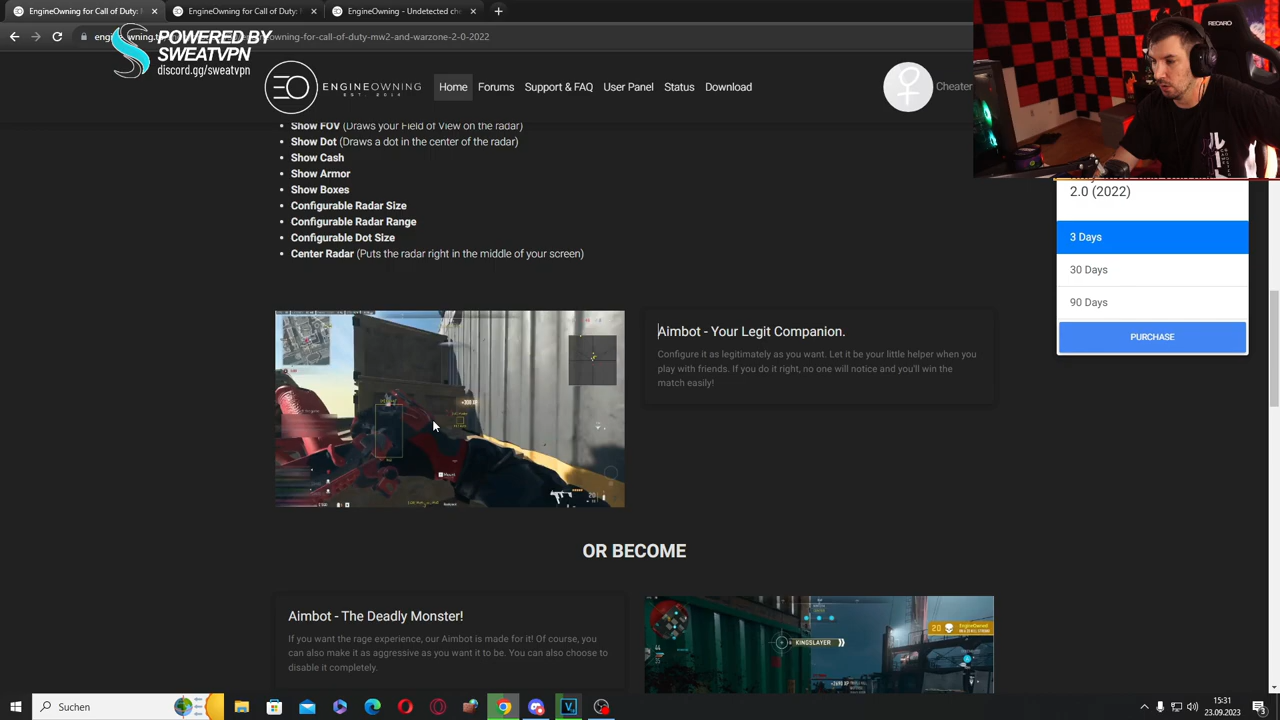 EngineOwning for Call of Duty:
EngineOwning for Call of Duty:
EngineOwning - Undetected che
owning-for-call-of-duty-mw2-and-warzone-2-0-2022
POWERED BY
SWEATVPN
discord.gg/sweatvpn
ENGINEOWNING
EST 2014
Home
Forums
Support & FAQ
User Panel
Status
Download
Cheater
RECARO
Show FOV (Draws your Field of View on the radar)
Show Dot (Draws a dot in the center of the radar)
Show Cash
Show Armor
Show Boxes
Configurable Radar Size
Configurable Radar Range
Configurable Dot Size
Center Radar (Puts the radar right in the middle of your screen)
2.0 (2022)
3 Days
30 Days
90 Days
PURCHASE
Aimbot - Your Legit Companion.
Configure it as legitimately as you want. Let it be your little helper when you
play with friends. If you do it right, no one will notice and you'll win the
match easily!
OR BECOME
Aimbot - The Deadly Monster!
If you want the rage experience, our Aimbot is made for it! Of course, you
can also make it as aggressive as you want it to be. You can also choose to
disable it completely.
KINGSLAYER
20
Suchen
15:31
23.09.2023